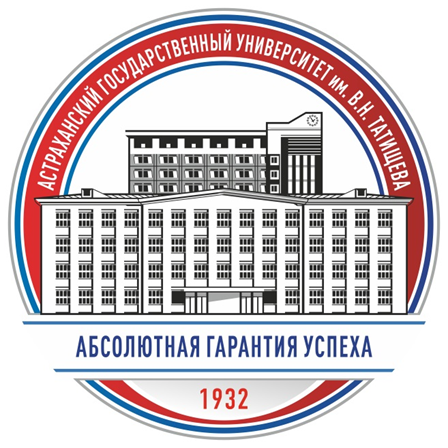 АСТРАХАНСКИЙ ГОСУДАРСТВЕННЫЙ УНИВЕРСИТЕТ ИМ. В.Н. ТАТИЩЕВА
АБСОЛЮТНАЯ ГАРАНТИЯ УСПЕХА
1932